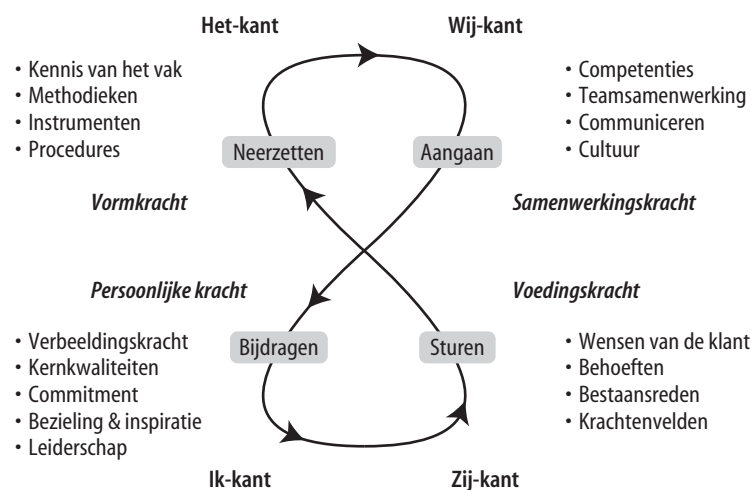 Het-kant
Wij-kant
• Kennis van het vak
• Methodieken
• Instrumenten
• Procedures
• Competenties
• Teamsamenwerking
• Communiceren
• Cultuur
Neerzetten
Aangaan
Vormkracht
Samenwerkingskracht
Persoonlijke kracht
Voedingskracht
• Verbeeldingskracht
• Kernkwaliteiten
• Commitment
• Bezieling & inspiratie
• Leiderschap
Bijdragen
Sturen
• Wensen van de klant
• Behoeften
• Bestaansreden
• Krachtenvelden
Ik-kant
Zij-kant